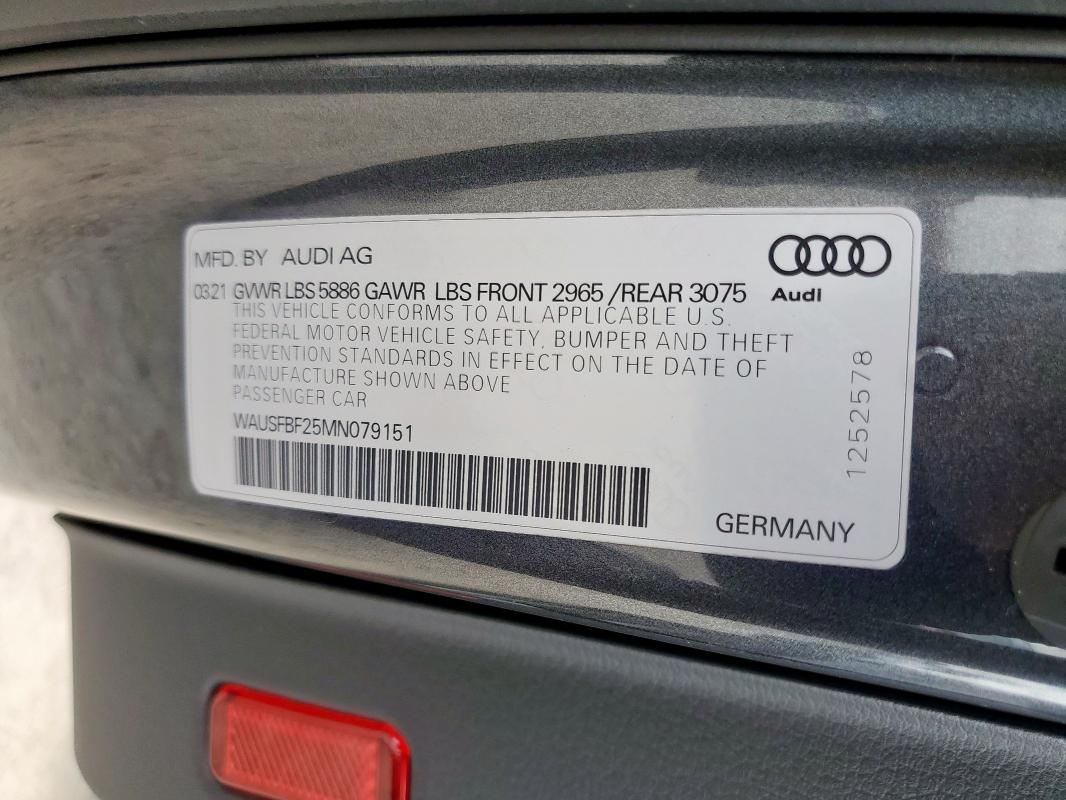 MFD. BY AUDI AG
Audi
03 21 GVWR LBS 5886 GAWR LBS FRONT 2965 /REAR 3075
THIS VEHICLE CONFORMS TO ALL APPLICABLE U.S.
FEDERAL MOTOR VEHICLE SAFETY, BUMPER AND THEFT
PREVENTION STANDARDS IN EFFECT ON THE DATE OF
MANUFACTURE SHOWN ABOVE
PASSENGER CAR
WAUSFBF25MN079151
1252578
GERMANY